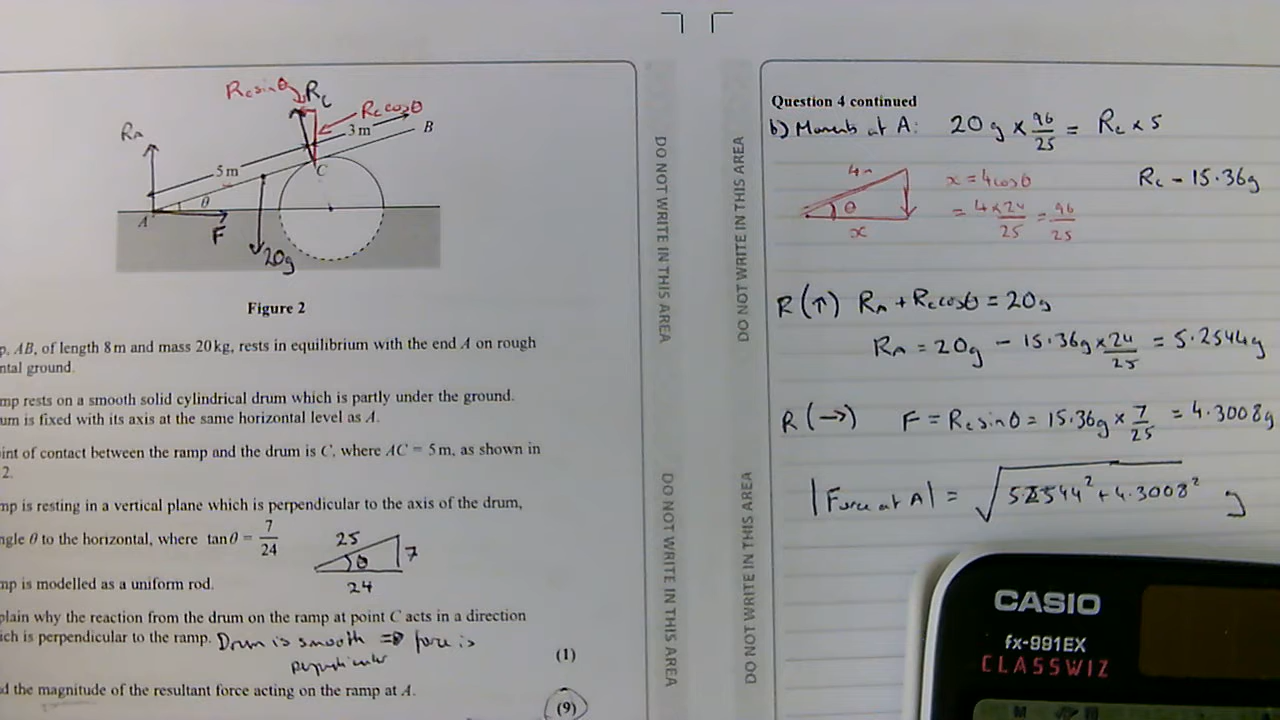 Rc sinθ
Rc
Rc cosθ
3 m
B
RA
5 m
C
θ
A
F
20g
Figure 2
p, AB, of length 8 m and mass 20 kg, rests in equilibrium with the end A on rough
ntal ground.
mp rests on a smooth solid cylindrical drum which is partly under the ground.
um is fixed with its axis at the same horizontal level as A.
int of contact between the ramp and the drum is C, where AC = 5 m, as shown in
2.
mp is resting in a vertical plane which is perpendicular to the axis of the drum,
ngle θ to the horizontal, where tan θ = 7/24
25
θ
7
24
mp is modelled as a uniform rod.
plain why the reaction from the drum on the ramp at point C acts in a direction
ich is perpendicular to the ramp. Drum is smooth ⇒ force is
perpendicular
(1)
d the magnitude of the resultant force acting on the ramp at A.
(9)
DO NOT WRITE IN THIS AREA
DO NOT WRITE IN THIS AREA
DO NOT WRITE IN THIS AREA
DO NOT WRITE IN THIS AREA
Question 4 continued
b) Moments at A: 20g × 96/25 = Rc × 5
4m
θ
x
x = 4cosθ
= 4×24/25 = 96/25
Rc = 15.36g
R(↑) RA + Rc cosθ = 20g
RA = 20g − 15.36g × 24/25 = 5.2544g
R(→) F = Rc sinθ = 15.36g × 7/25 = 4.3008g
|Force at A| = √5.2544² + 4.3008² g
CASIO
fx-991EX
CLASSWIZ